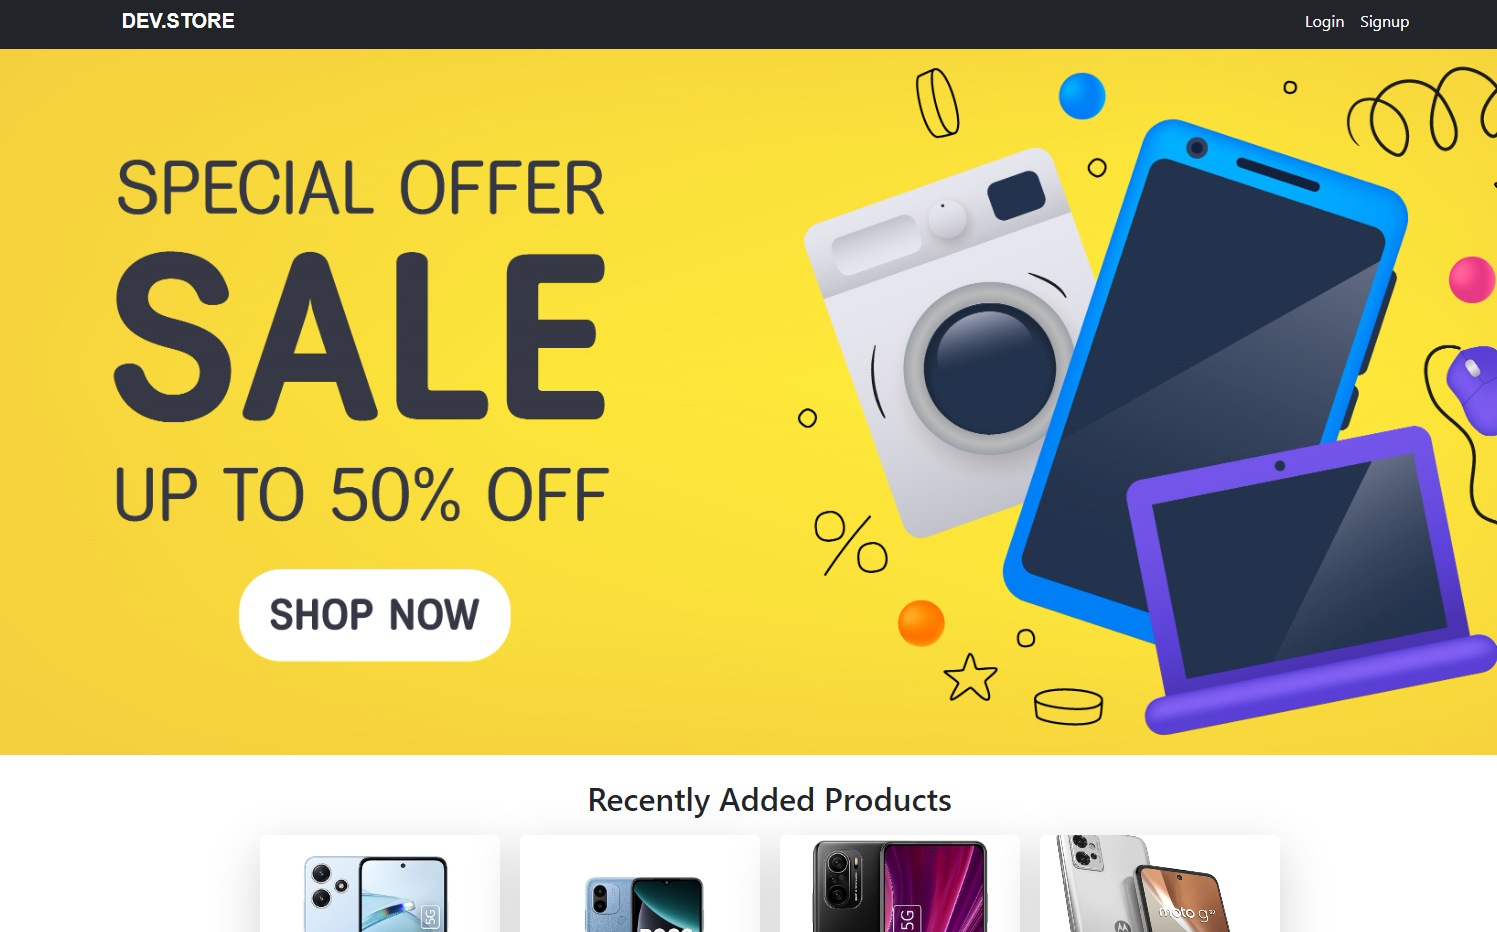 DEV.STORE
Login Signup
SPECIAL OFFER
SALE
UP TO 50% OFF
SHOP NOW
Recently Added Products
5G
POCO
5G
moto g³²